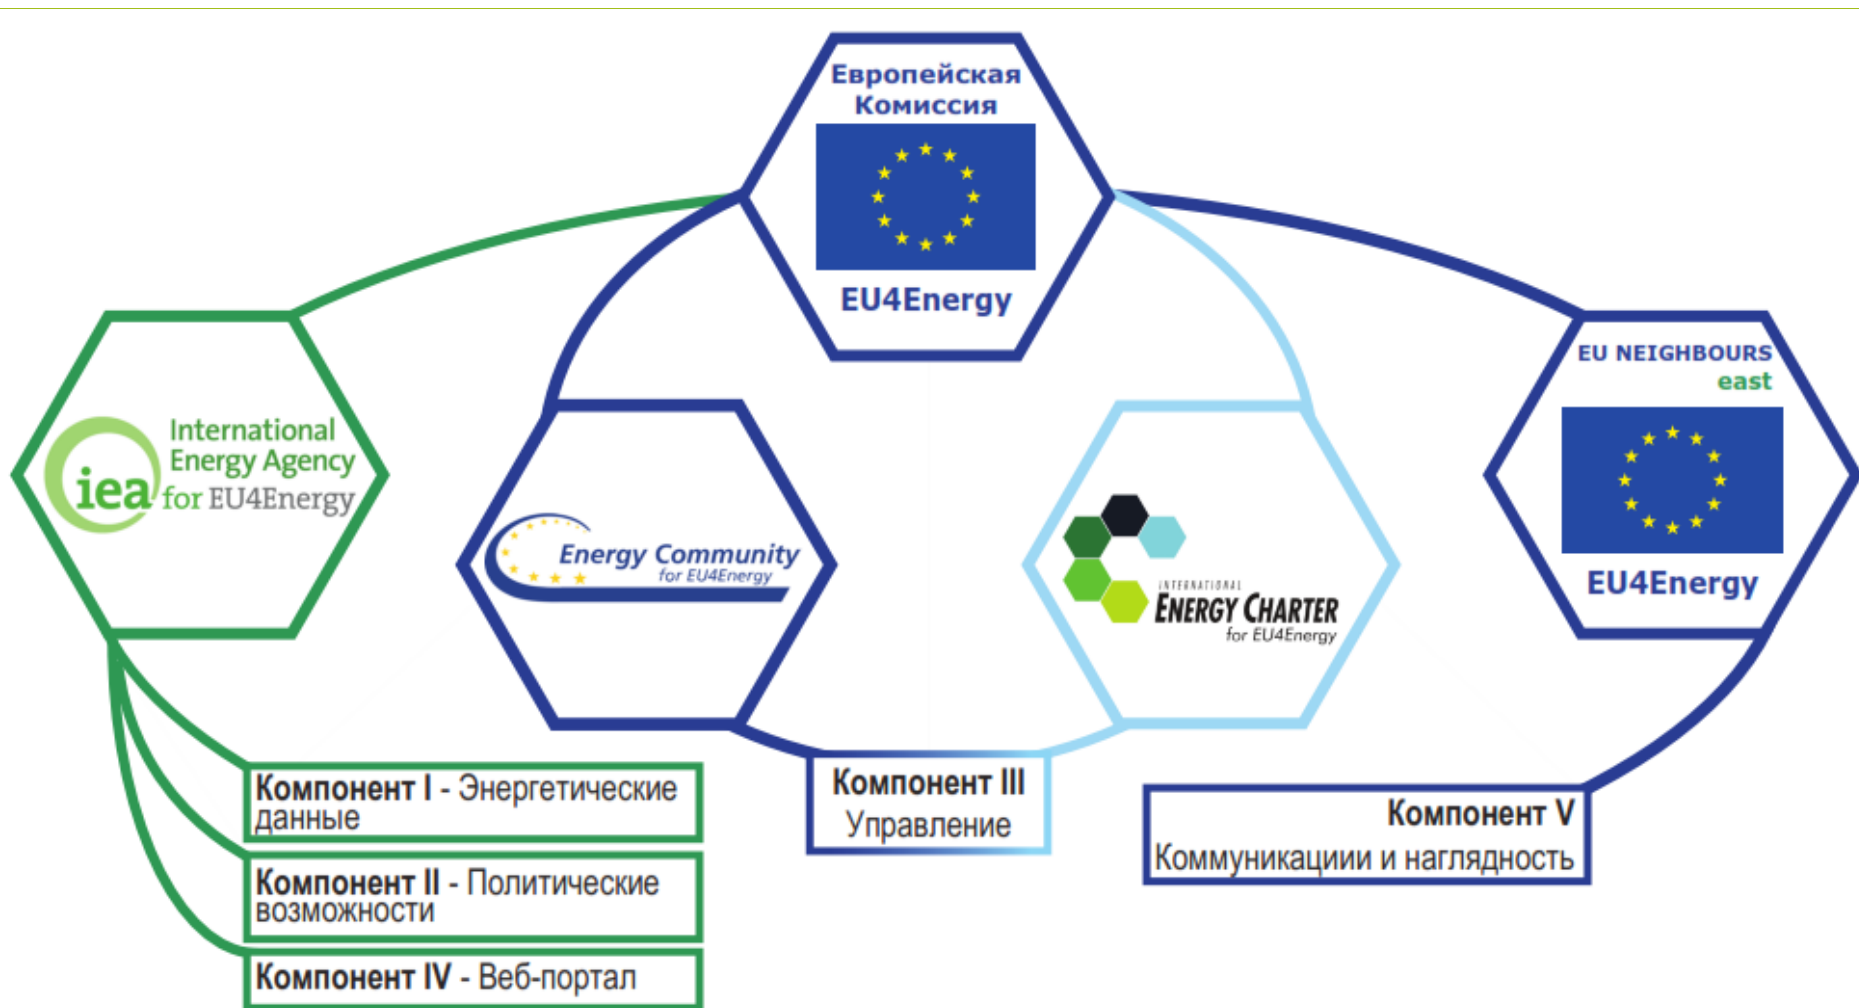 Европейская
Комиссия
EU4Energy
International
Energy Agency
iea
for EU4Energy
Energy Community
for EU4Energy
INTERNATIONAL
ENERGY CHARTER
for EU4Energy
EU NEIGHBOURS
east
EU4Energy
Компонент I - Энергетические
данные
Компонент II - Политические
возможности
Компонент IV - Веб-портал
Компонент III
Управление
Компонент V
Коммуникациии и наглядность